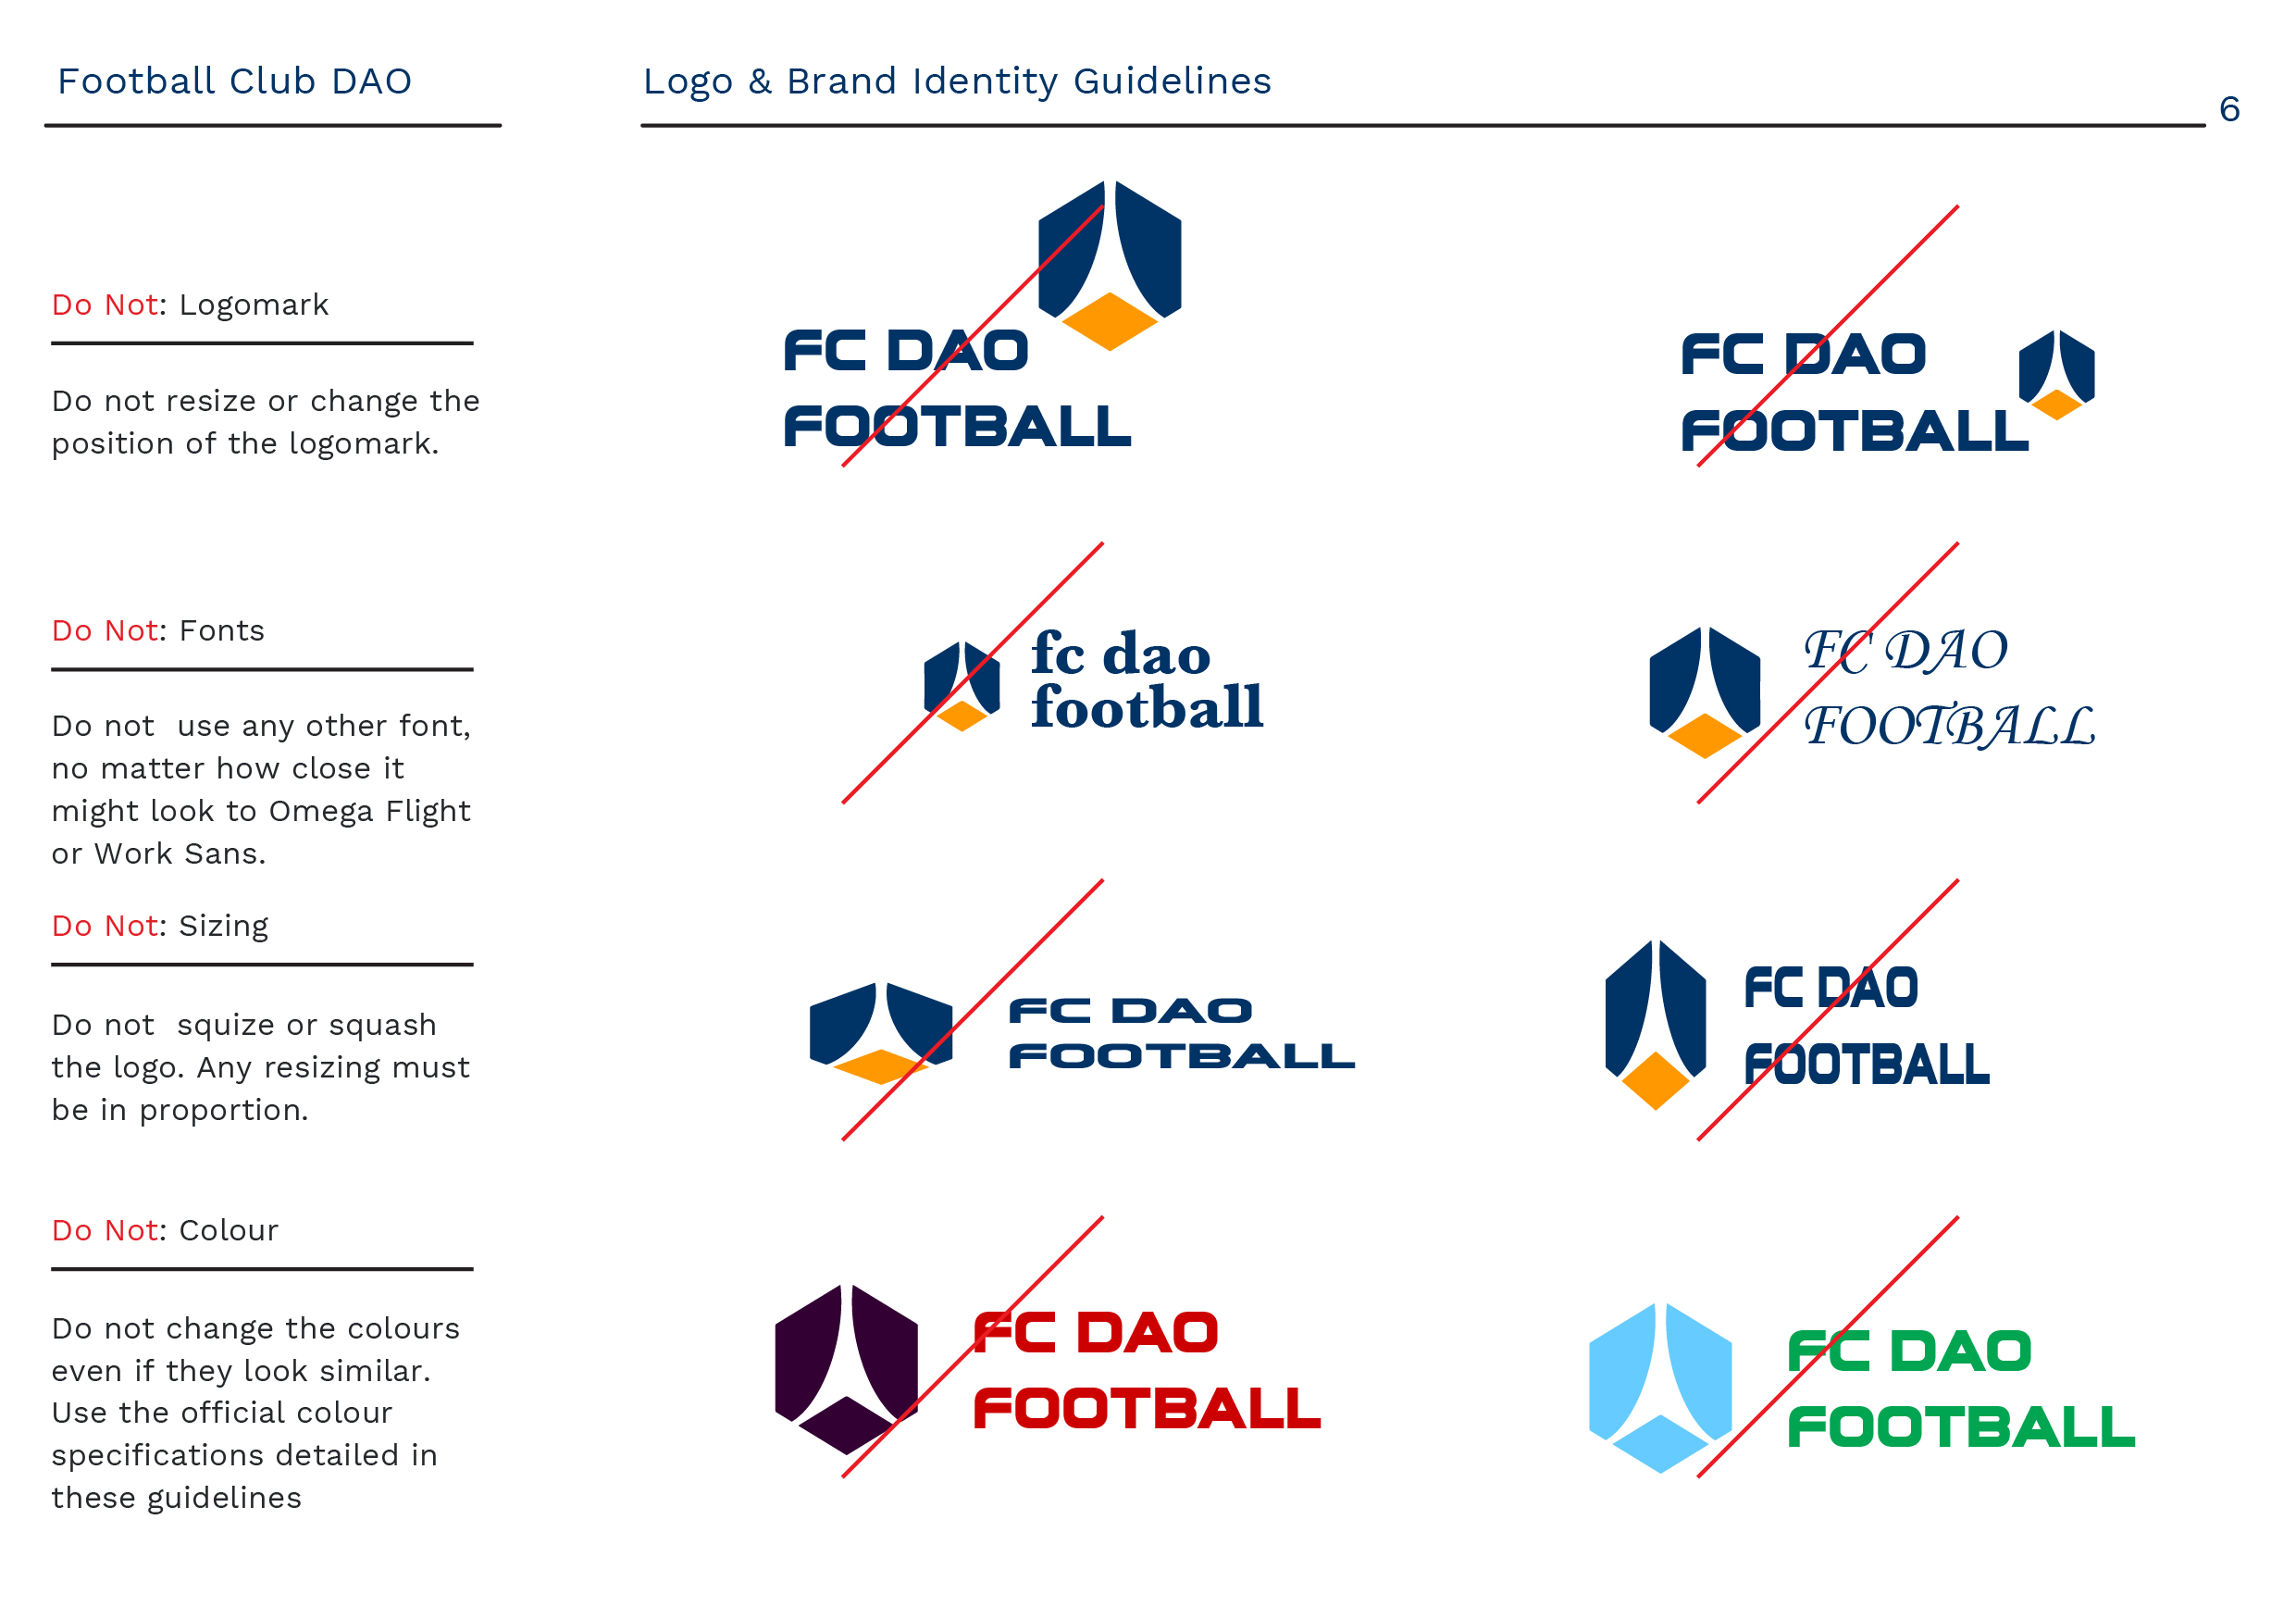 Football Club DAO
Logo & Brand Identity Guidelines
6
Do Not: Logomark
Do not resize or change the
position of the logomark.
FC DAO
FOOTBALL
FC DAO
FOOTBALL
Do Not: Fonts
Do not  use any other font,
no matter how close it
might look to Omega Flight
or Work Sans.
fc dao
football
FC DAO
FOOTBALL
Do Not: Sizing
Do not  squize or squash
the logo. Any resizing must
be in proportion.
FC DAO
FOOTBALL
FC DAO
FOOTBALL
Do Not: Colour
Do not change the colours
even if they look similar.
Use the official colour
specifications detailed in
these guidelines
FC DAO
FOOTBALL
FC DAO
FOOTBALL